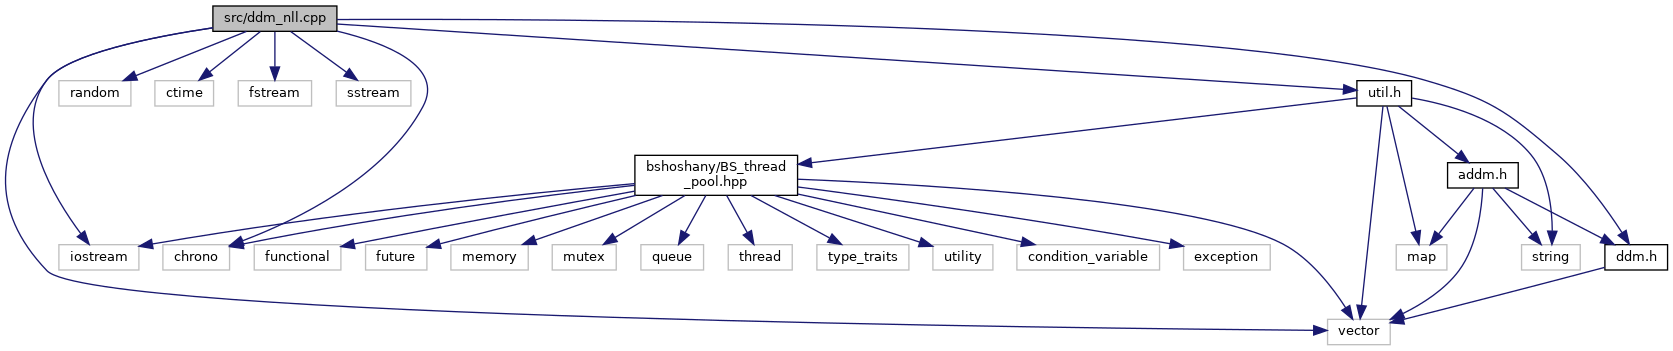 src/ddm_nll.cpp
random
ctime
fstream
sstream
util.h
bshoshany/BS_thread
_pool.hpp
addm.h
iostream
chrono
functional
future
memory
mutex
queue
thread
type_traits
utility
condition_variable
exception
map
string
ddm.h
vector